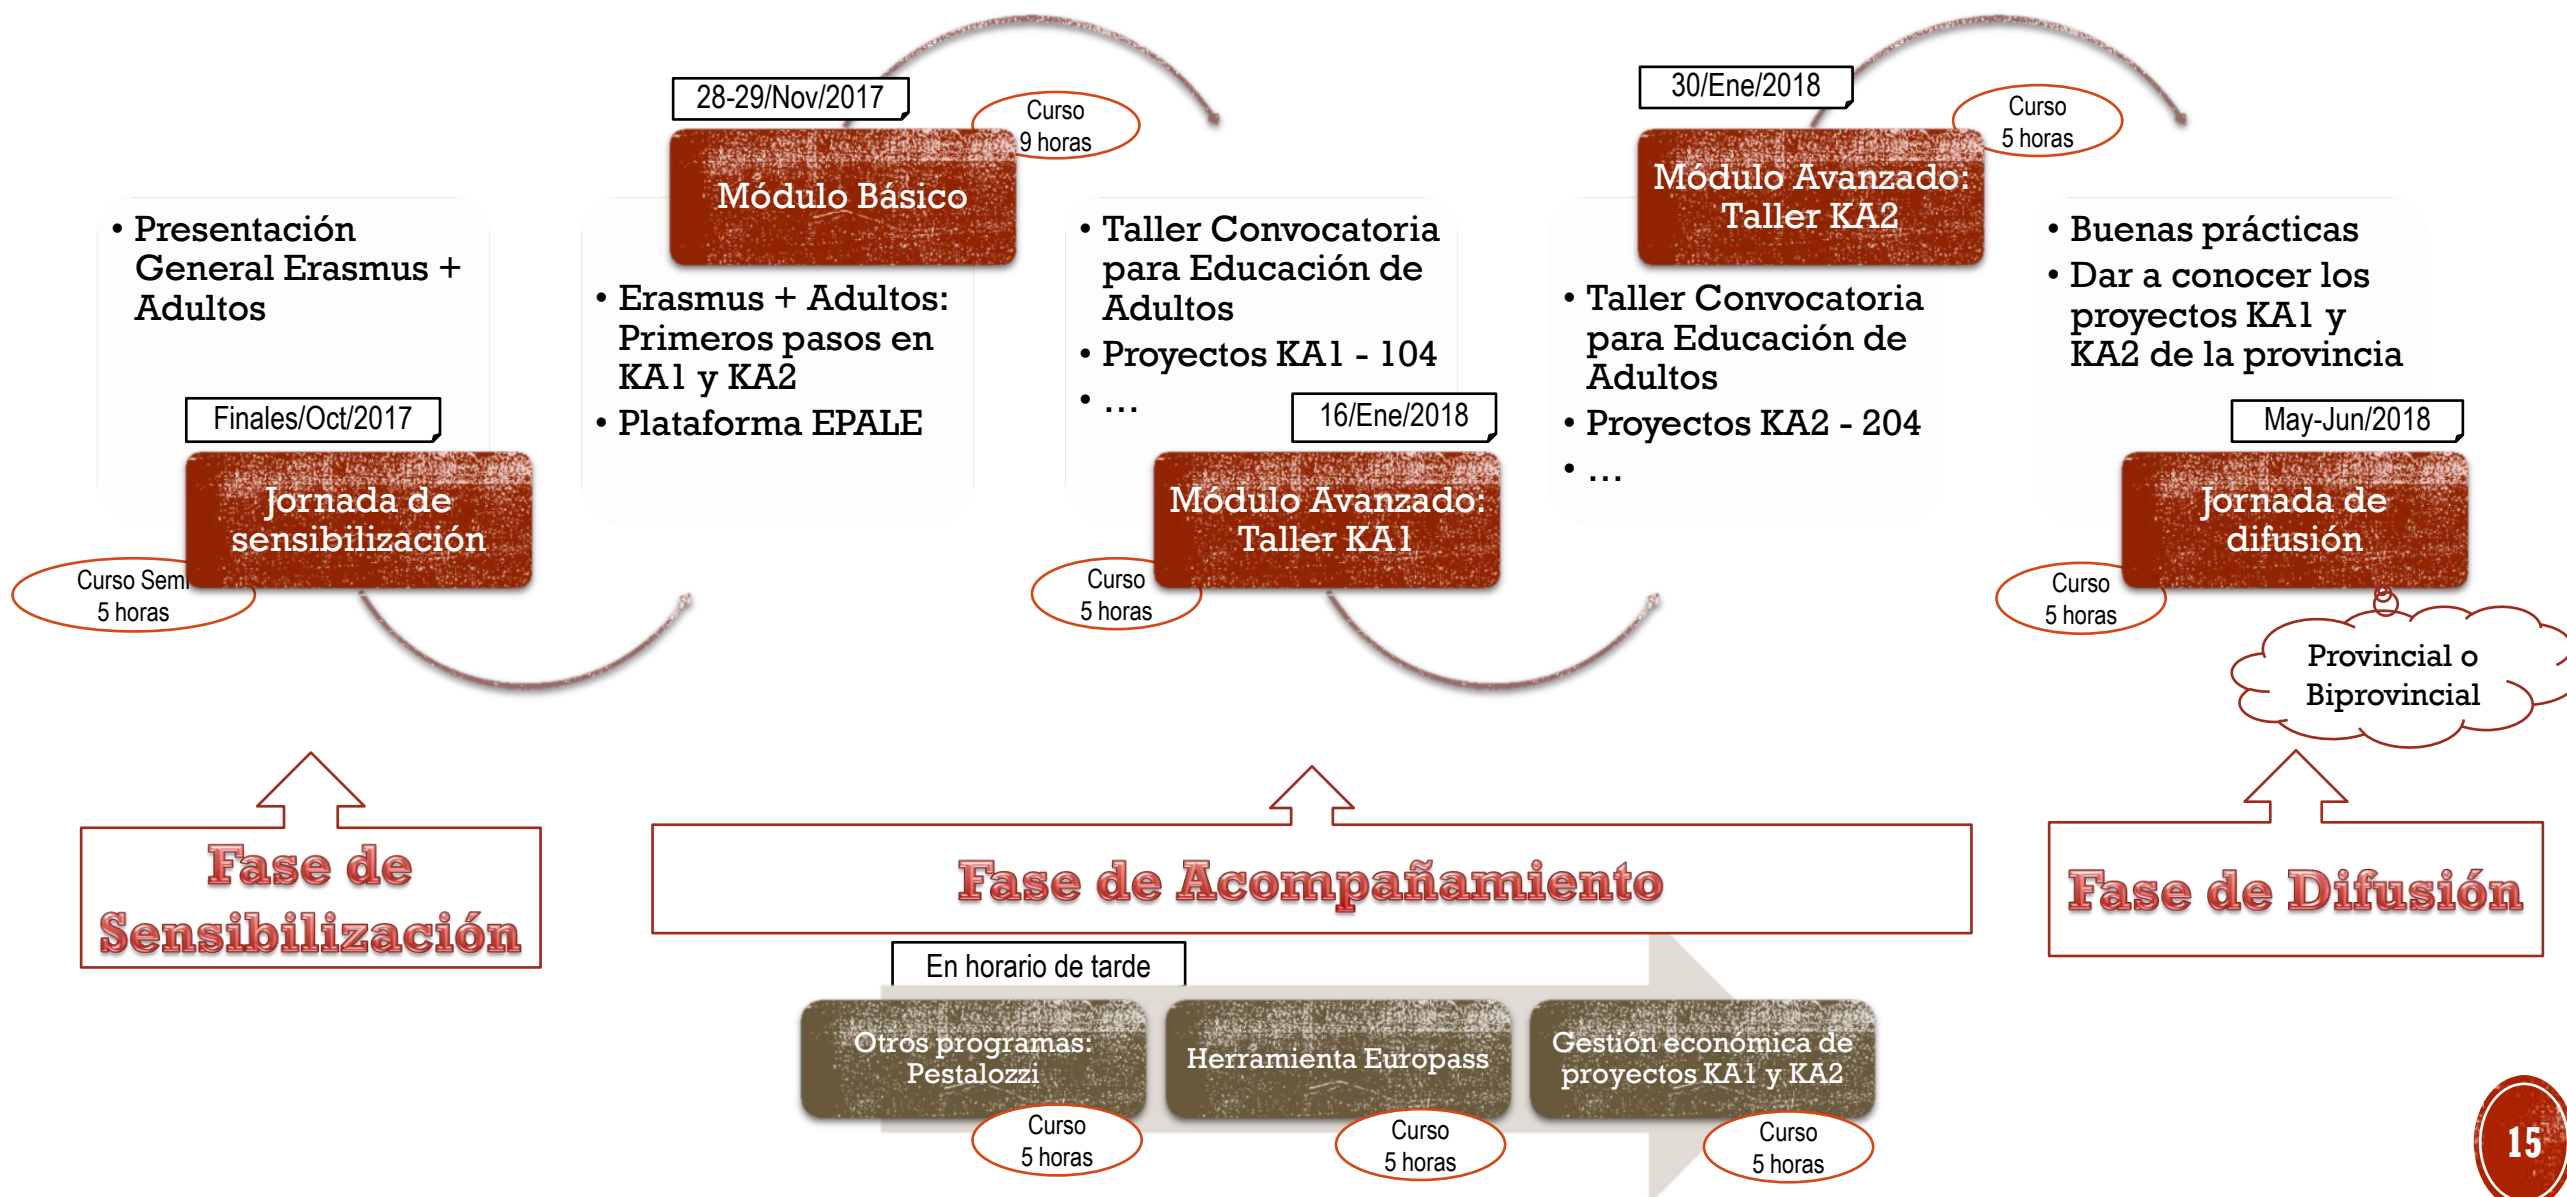 • Presentación
General Erasmus +
Adultos
Finales/Oct/2017
Jornada de
sensibilización
Curso Semi
5 horas
28-29/Nov/2017
Módulo Básico
Curso
9 horas
• Erasmus + Adultos:
Primeros pasos en
KA1 y KA2
• Plataforma EPALE
• Taller Convocatoria
para Educación de
Adultos
• Proyectos KA1 - 104
• ...
16/Ene/2018
Módulo Avanzado:
Taller KA1
Curso
5 horas
30/Ene/2018
Módulo Avanzado:
Taller KA2
Curso
5 horas
• Taller Convocatoria
para Educación de
Adultos
• Proyectos KA2 - 204
• ...
• Buenas prácticas
• Dar a conocer los
proyectos KA1 y
KA2 de la provincia
May-Jun/2018
Jornada de
difusión
Curso
5 horas
Provincial o
Biprovincial
Fase de
Sensibilización
Fase de Acompañamiento
Fase de Difusión
En horario de tarde
Otros programas:
Pestalozzi
Curso
5 horas
Herramienta Europass
Curso
5 horas
Gestión económica de
proyectos KA1 y KA2
Curso
5 horas
15